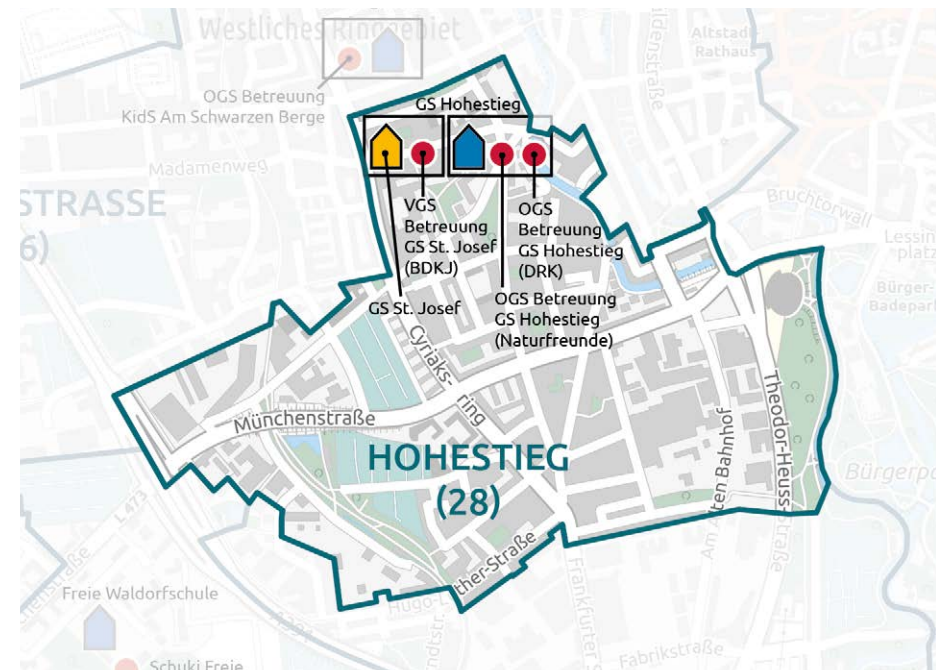 Westliches Ringgebiet
Altstadt-
Rathaus
OGS Betreuung
KidS Am Schwarzen Berge
GS Hohestieg
Madamenweg
STRASSE
6)
VGS
Betreuung
GS St. Josef
(BDKJ)
OGS
Betreuung
GS Hohestieg
(DRK)
GS St. Josef
OGS Betreuung
GS Hohestieg
(Naturfreunde)
Bruchtorwall
Lessing
platz
Bürger-
Badepark
Cyriaks-
ring
Münchenstraße
Theodor-Heuss
straße
HOHESTIEG
(28)
Am Alten Bahnhof
Bürgerpa
L 473
ther-Straße
Hugo-L
A 391
Frankfurter
Freie Waldorfschule
Fabrikstraße
Schuki Freie